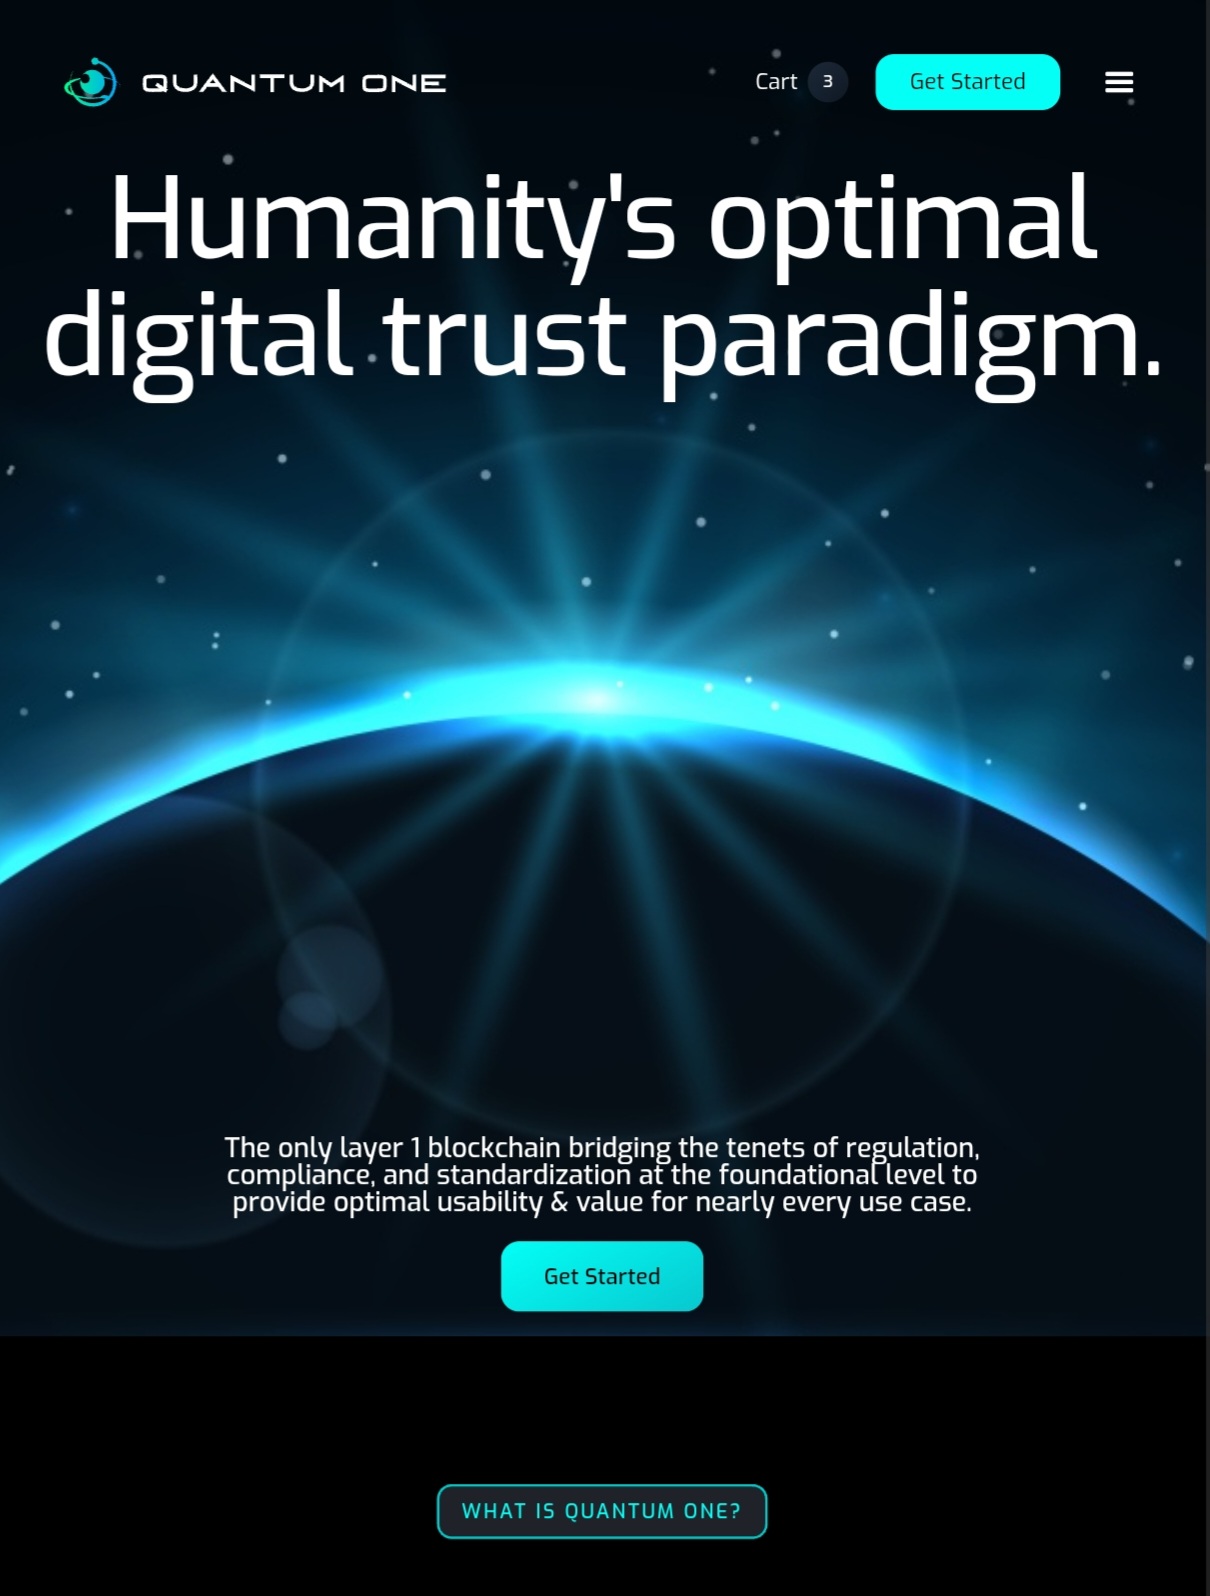 QUANTUM ONE
Cart 3
Get Started
Humanity's optimal
digital trust paradigm.
The only layer 1 blockchain bridging the tenets of regulation,
compliance, and standardization at the foundational level to
provide optimal usability & value for nearly every use case.
Get Started
WHAT IS QUANTUM ONE?